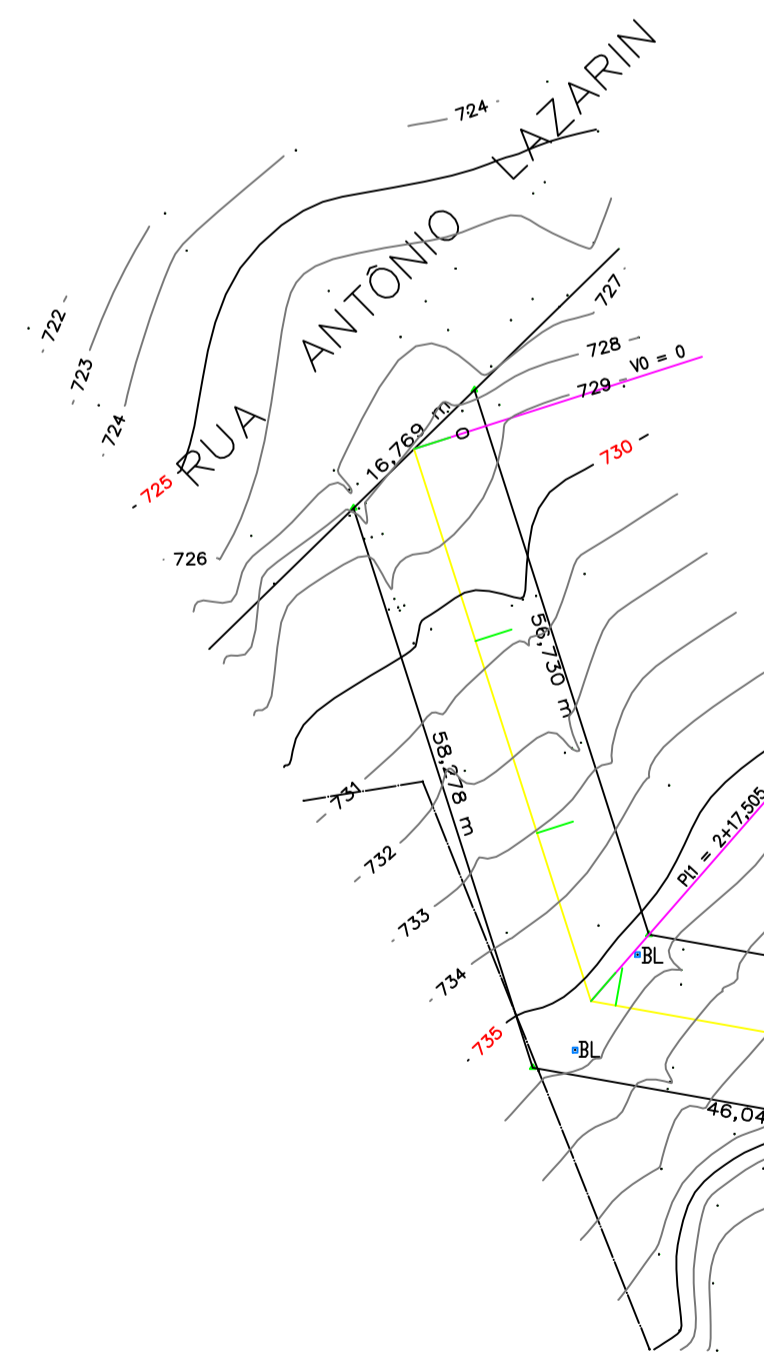 724
RUA ANTÔNIO LAZARIN
722
723
724
725
726
727
728
729
V0 = 0
0
16,769 m
730
56,730 m
58,278 m
731
732
733
734
735
PI1 = 2+17,505
BL
BL
46,04